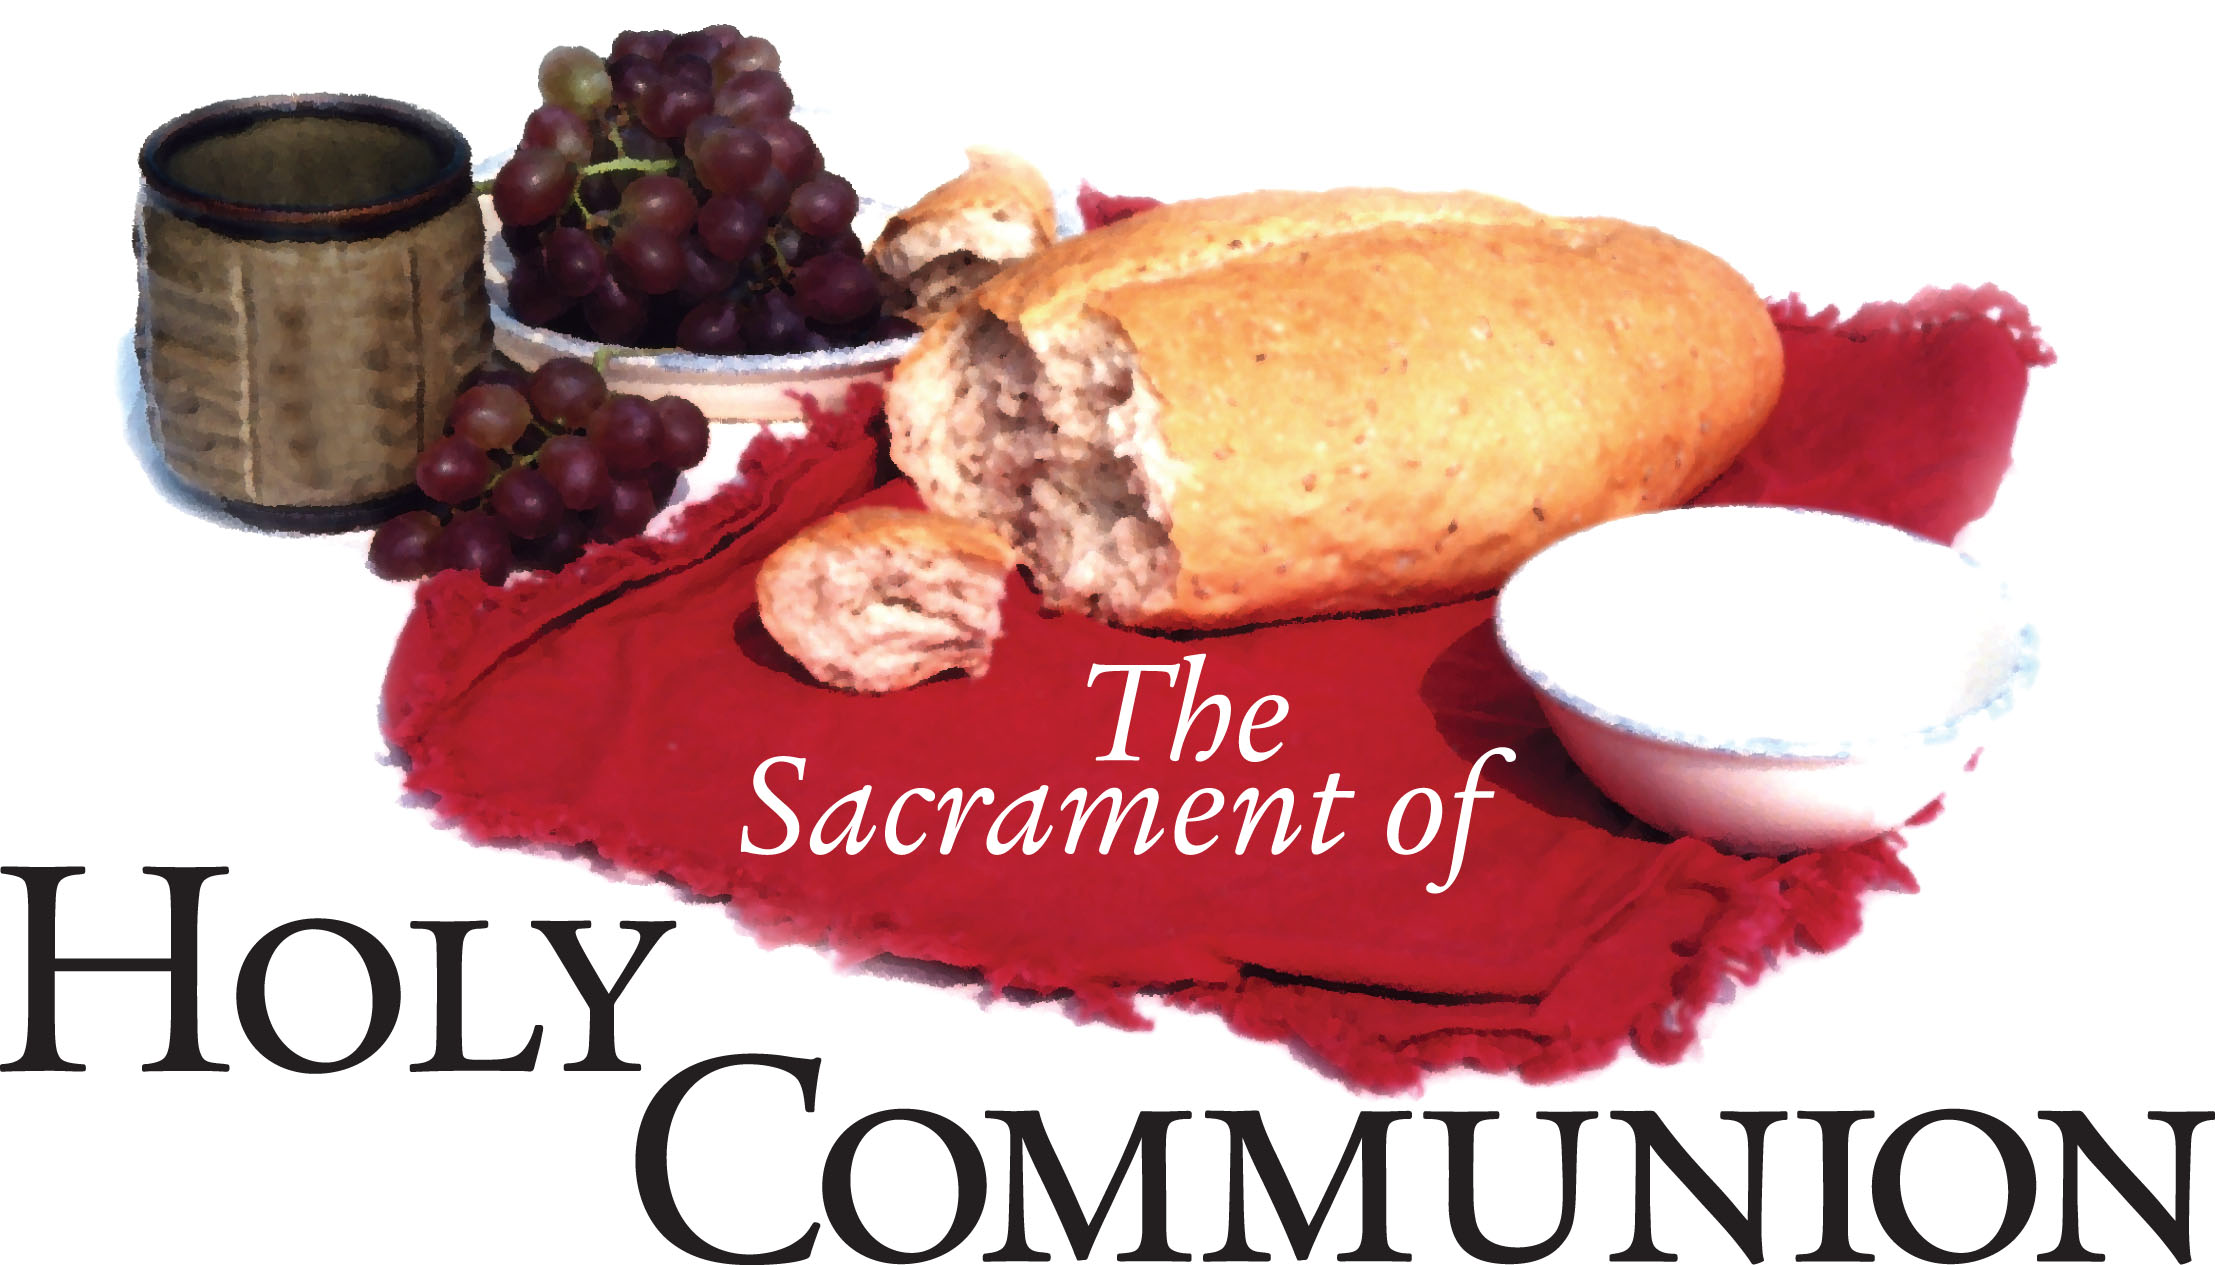 The
Sacrament of
HOLY
COMMUNION